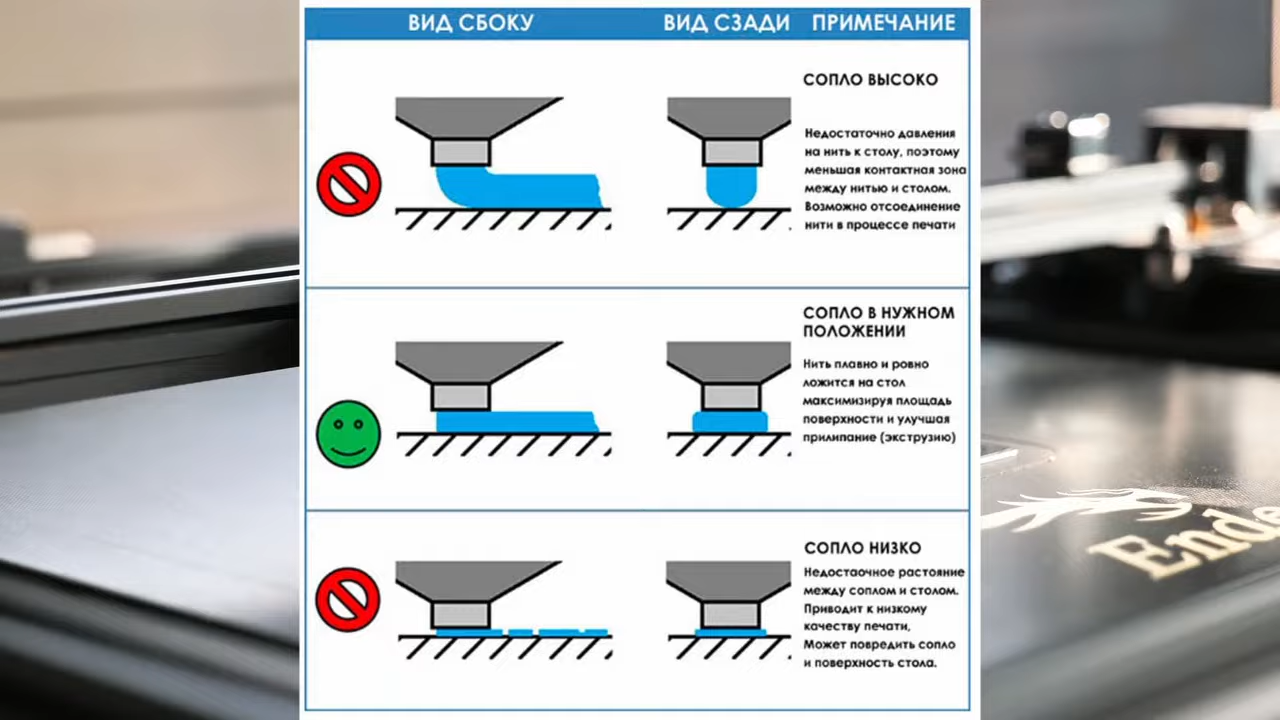 ВИД СБОКУ ВИД СЗАДИ ПРИМЕЧАНИЕ
СОПЛО ВЫСОКО
Недостаточно давления
на нить к столу, поэтому
меньшая контактная зона
между нитью и столом.
Возможно отсоединение
нити в процессе печати
СОПЛО В НУЖНОМ
ПОЛОЖЕНИИ
Нить плавно и ровно
ложится на стол
максимизируя площадь
поверхности и улучшая
прилипание (экструзию)
СОПЛО НИЗКО
Недостаочное растояние
между соплом и столом.
Приводит к низкому
качеству печати,
Может повредить сопло
и поверхность стола.
Ende